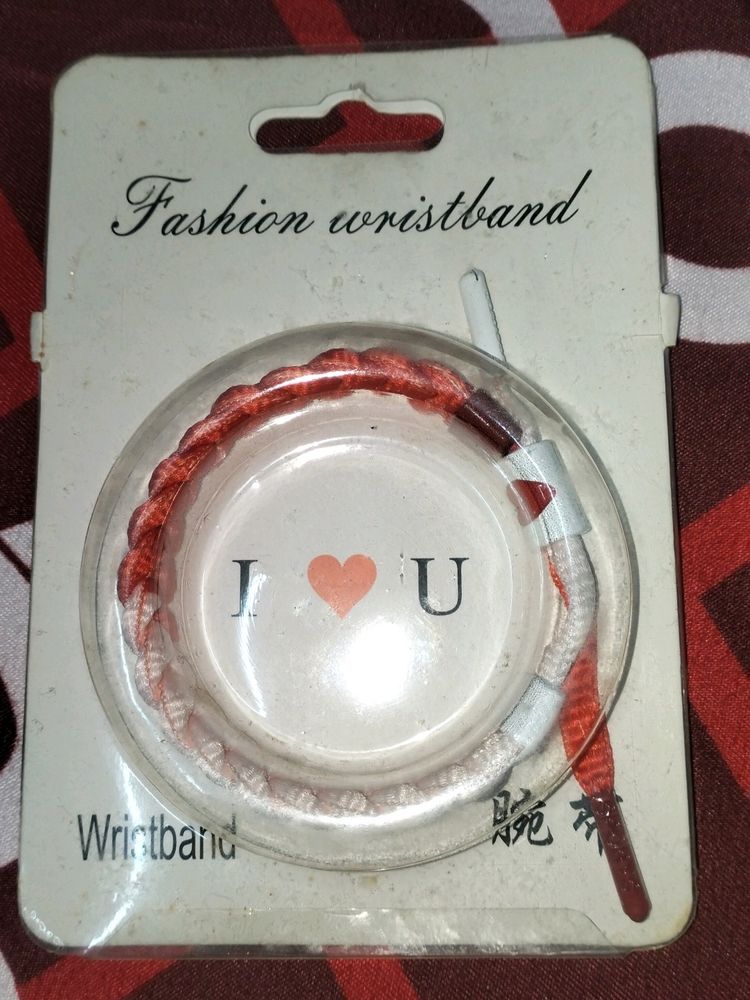 Fashion wristband
I ❤ U
Wristband 腕